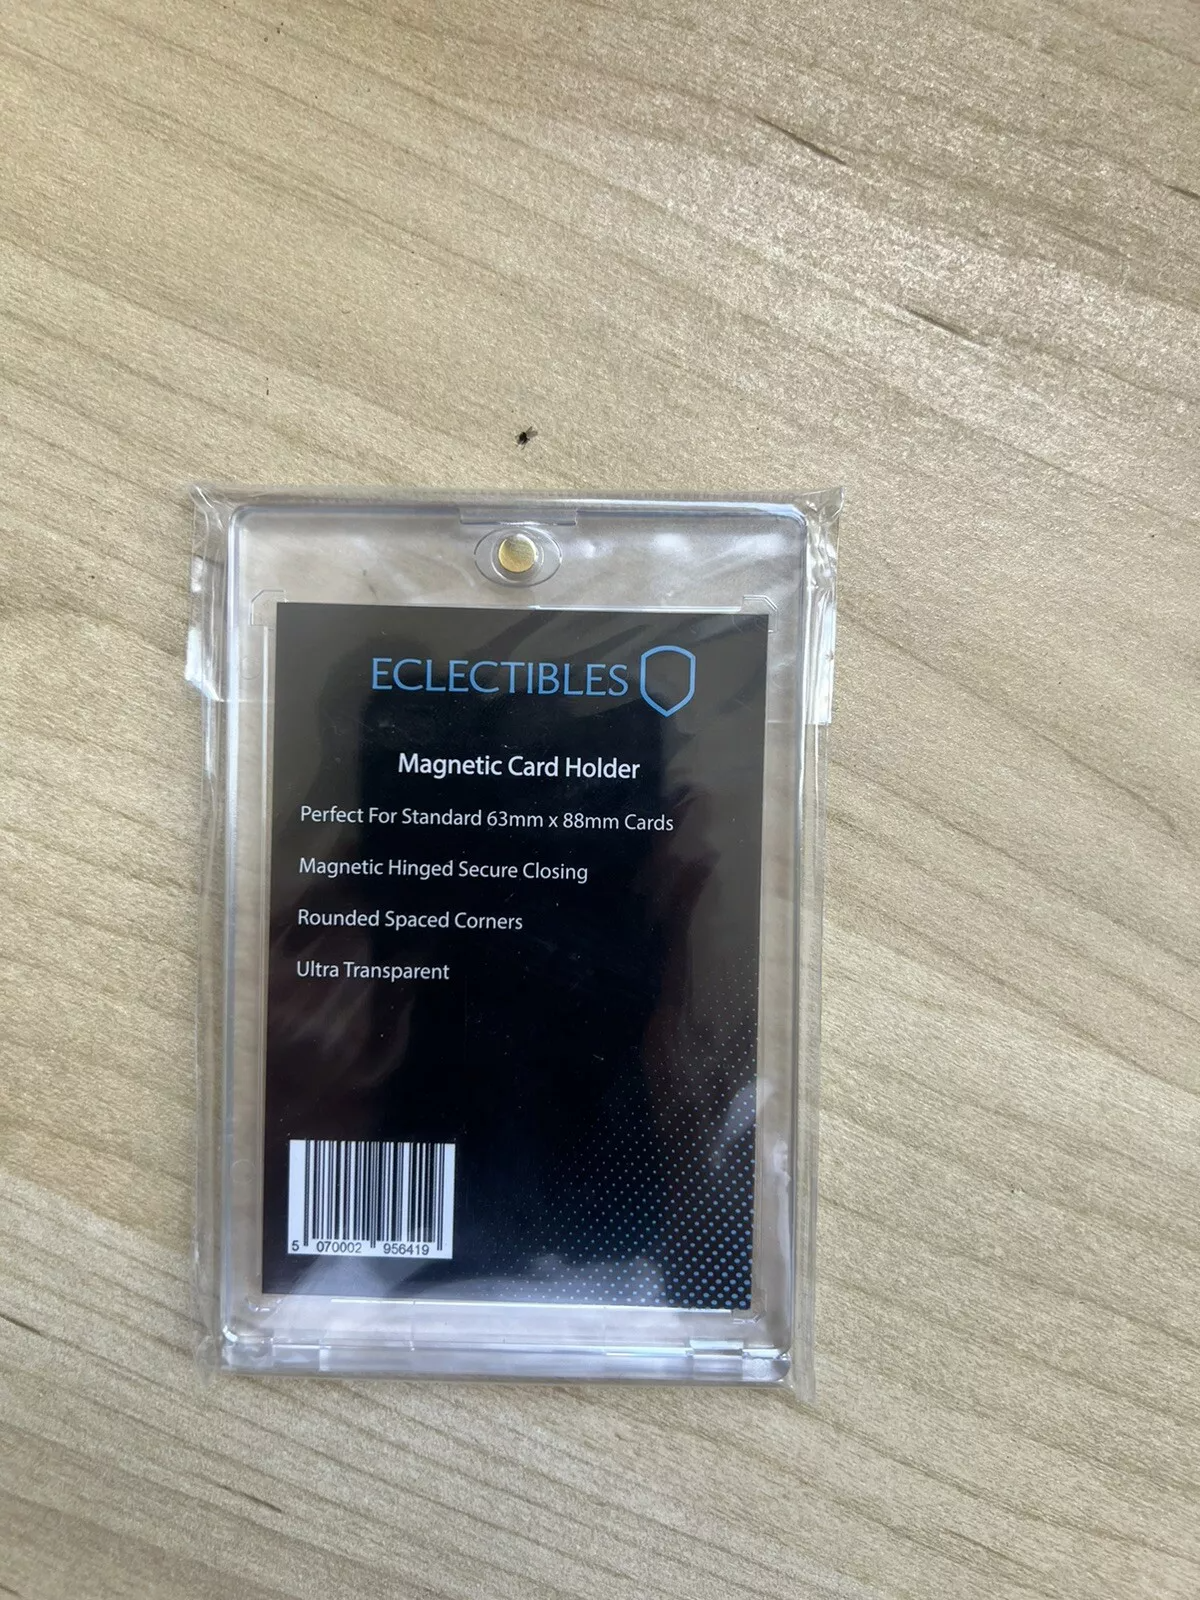 ECLECTIBLES
Magnetic Card Holder
Perfect For Standard 63mm x 88mm Cards
Magnetic Hinged Secure Closing
Rounded Spaced Corners
Ultra Transparent
5 070002 956419